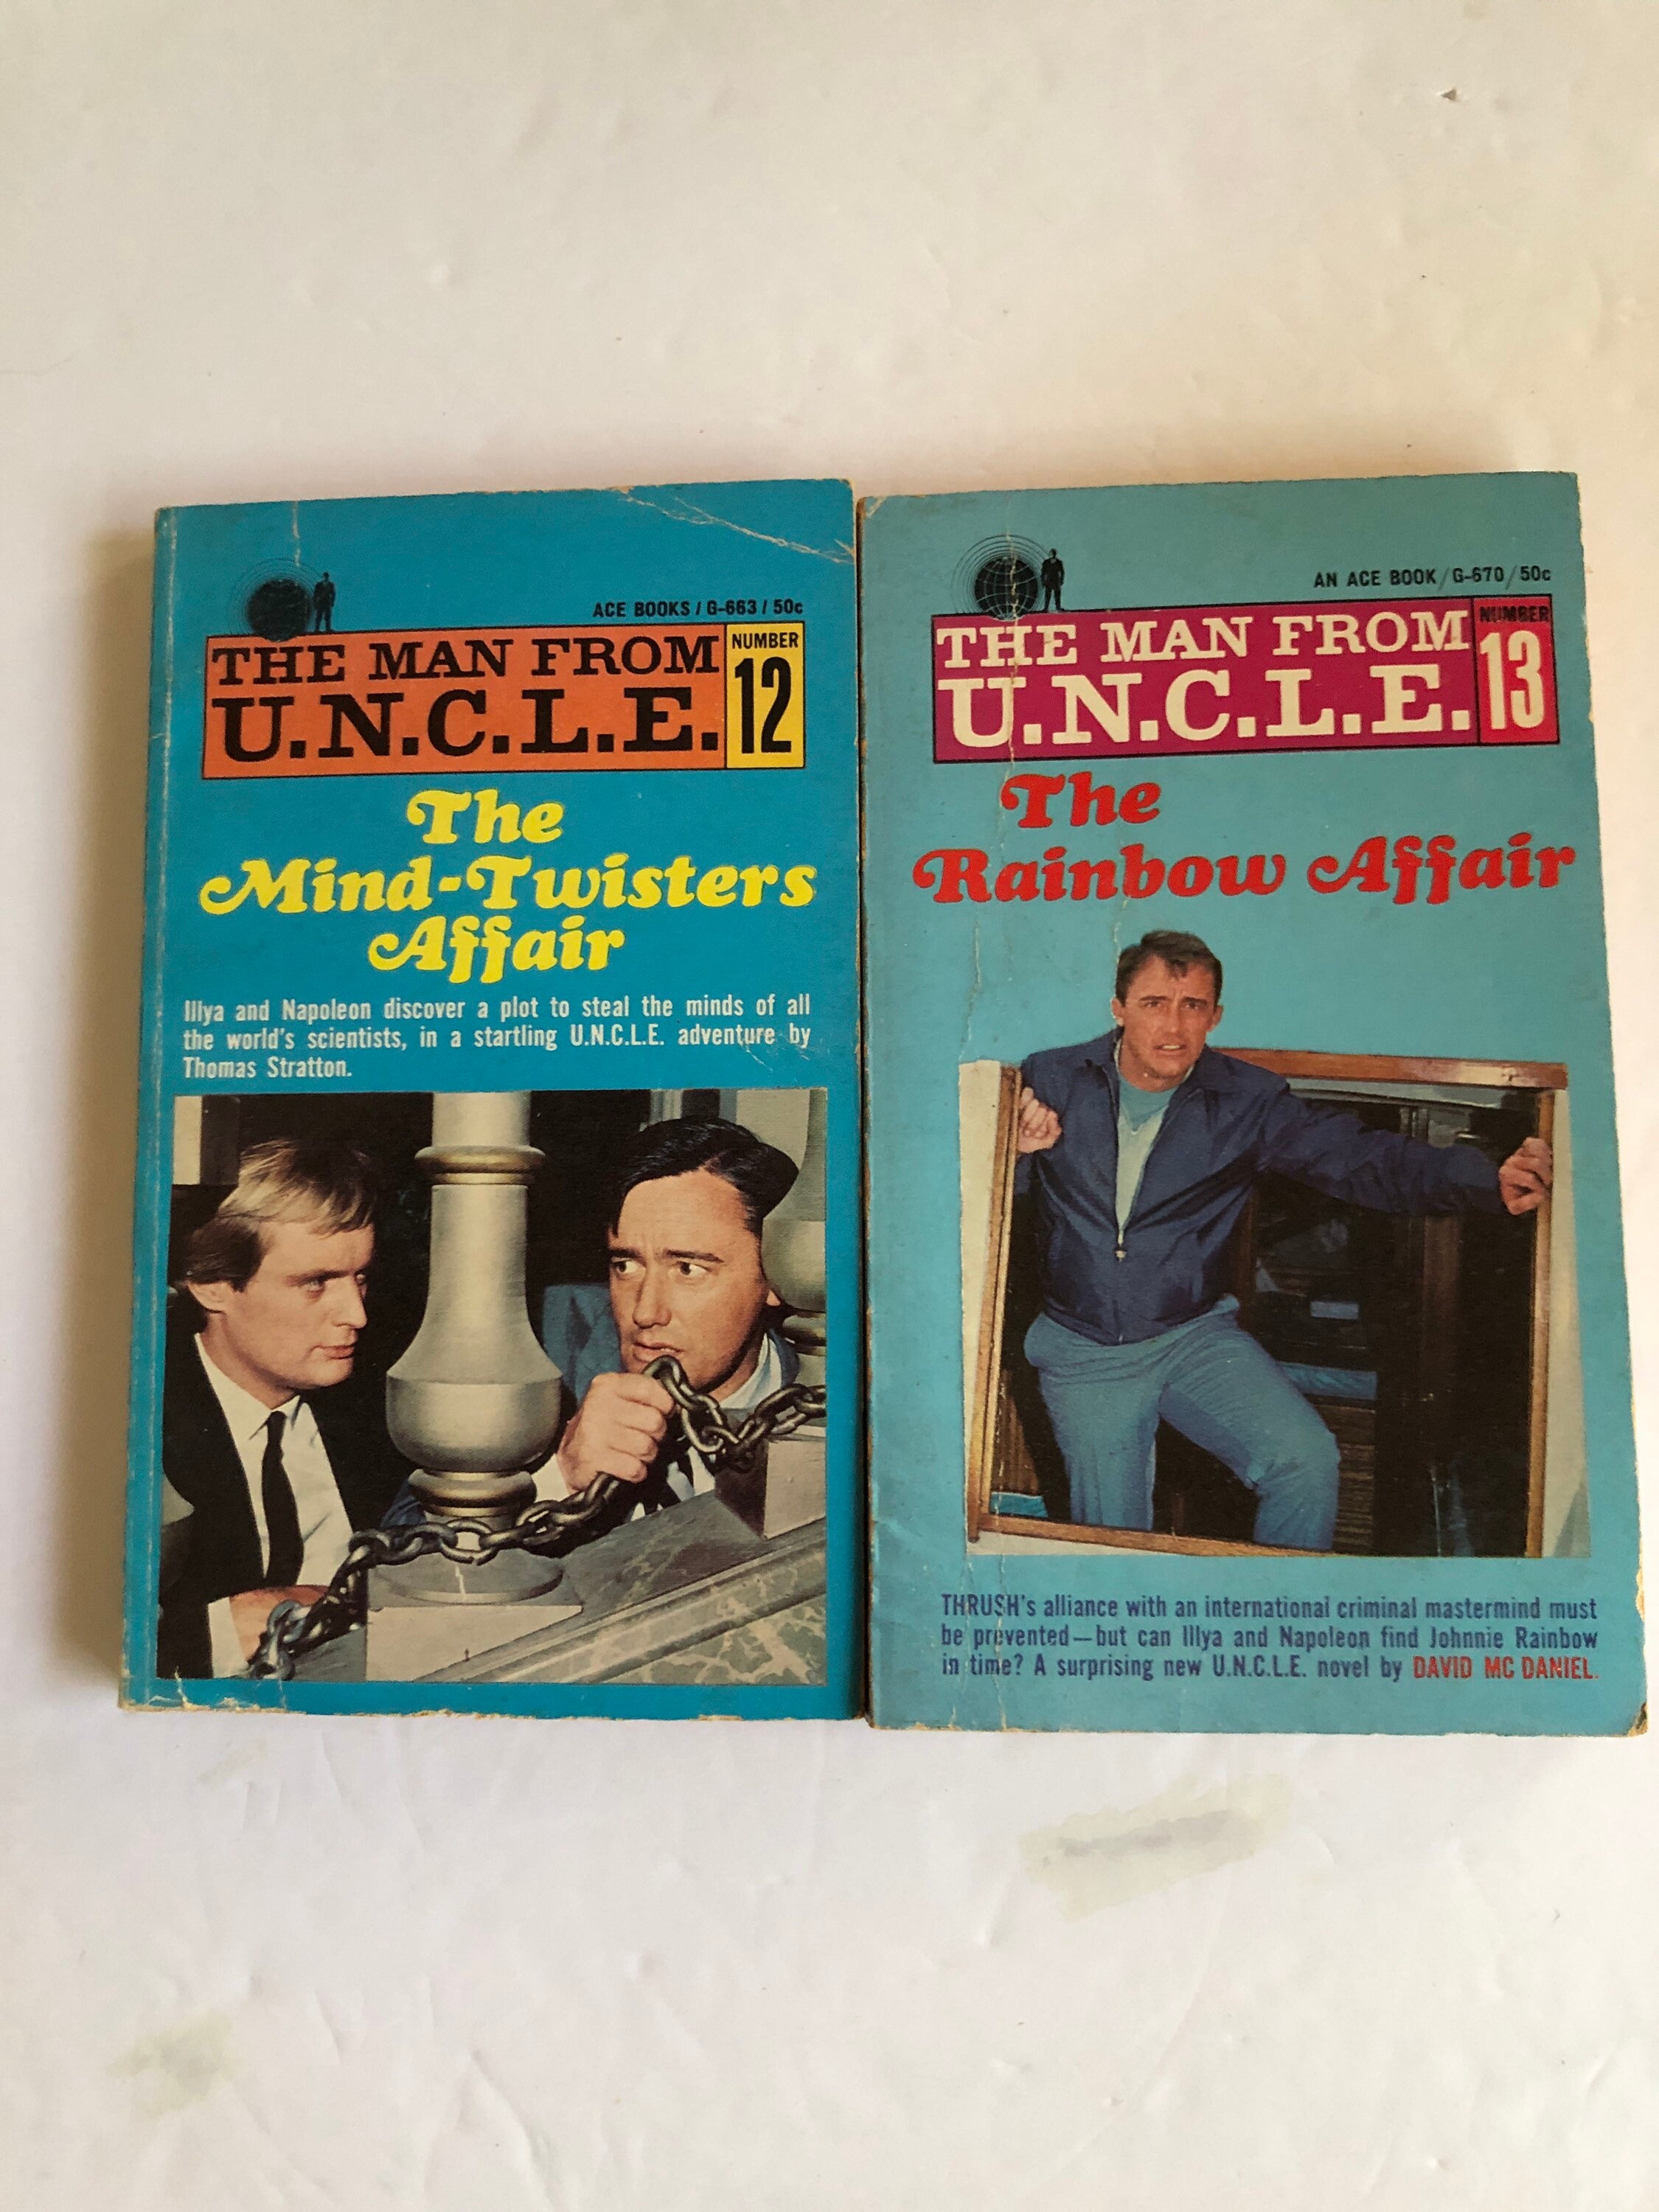 ACE BOOKS / G-663 / 50c
THE MAN FROM
U.N.C.L.E.
NUMBER
12
The
Mind-Twisters
Affair
Illya and Napoleon discover a plot to steal the minds of all
the world's scientists, in a startling U.N.C.L.E. adventure by
Thomas Stratton.
AN ACE BOOK / G-670 / 50c
THE MAN FROM
U.N.C.L.E.
NUMBER
13
The
Rainbow Affair
THRUSH's alliance with an international criminal mastermind must
be prevented—but can Illya and Napoleon find Johnnie Rainbow
in time? A surprising new U.N.C.L.E. novel by DAVID MC DANIEL.